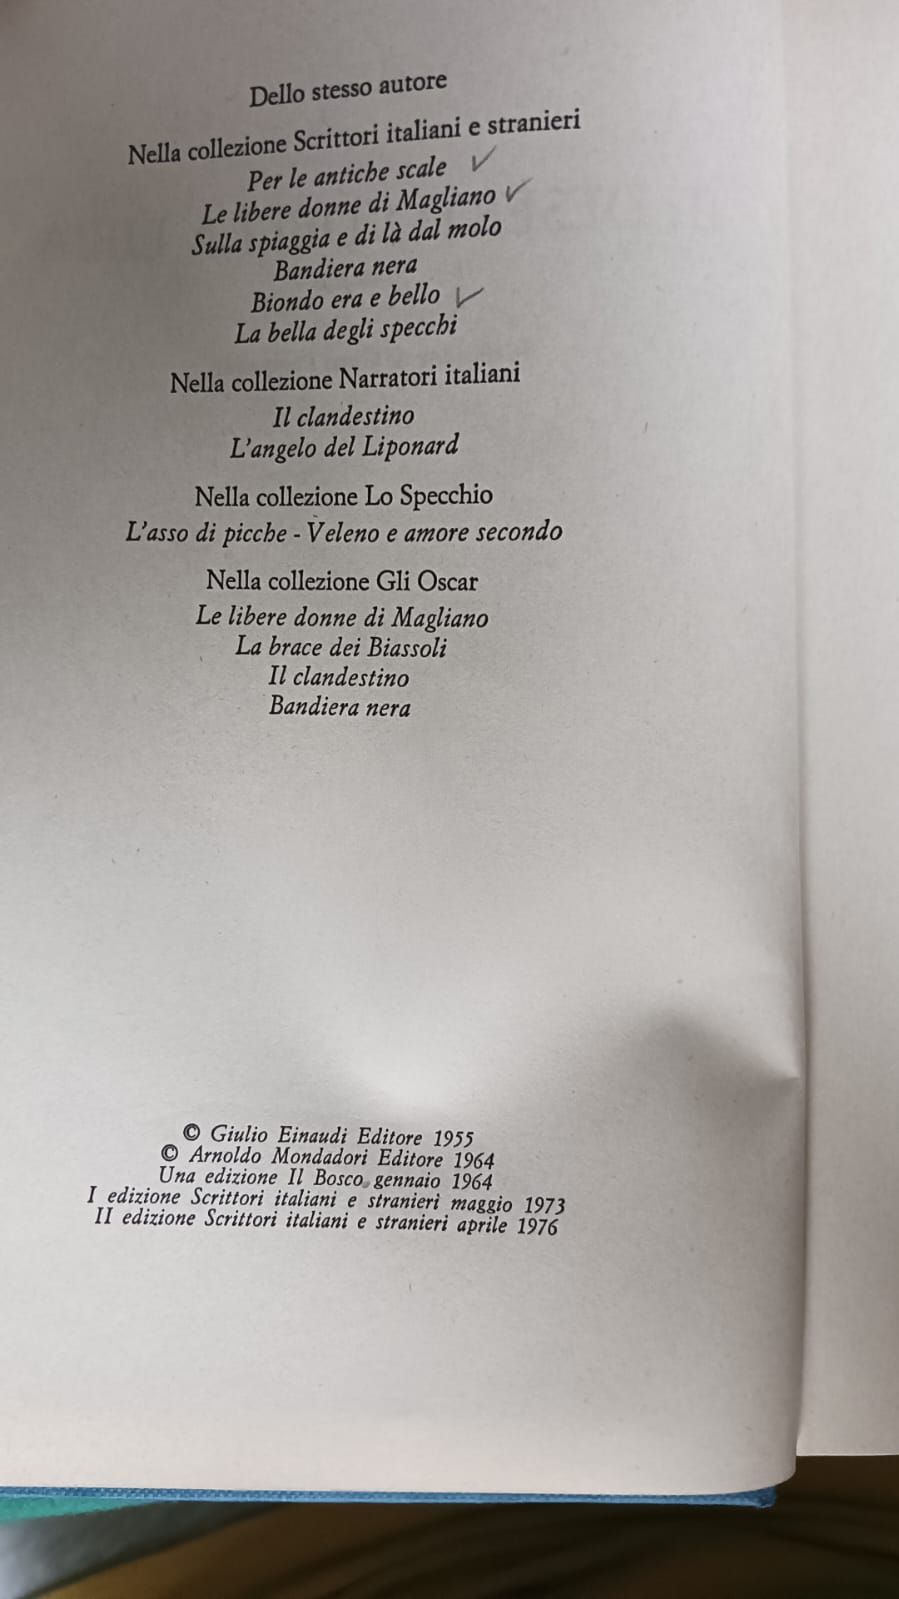 Dello stesso autore
Nella collezione Scrittori italiani e stranieri
Per le antiche scale
Le libere donne di Magliano
Sulla spiaggia e di là dal molo
Bandiera nera
Biondo era e bello
La bella degli specchi
Nella collezione Narratori italiani
Il clandestino
L'angelo del Liponard
Nella collezione Lo Specchio
L'asso di picche - Veleno e amore secondo
Nella collezione Gli Oscar
Le libere donne di Magliano
La brace dei Biassoli
Il clandestino
Bandiera nera
© Giulio Einaudi Editore 1955
© Arnoldo Mondadori Editore 1964
Una edizione Il Bosco gennaio 1964
I edizione Scrittori italiani e stranieri maggio 1973
II edizione Scrittori italiani e stranieri aprile 1976